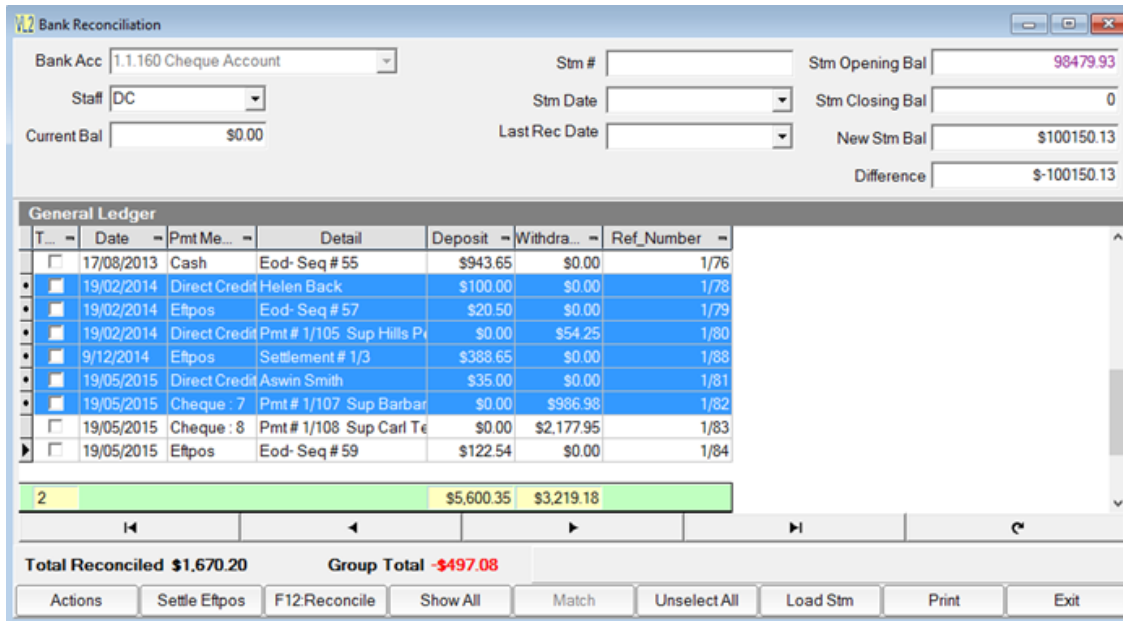 VL2 Bank Reconciliation
Bank Acc 1.1.160 Cheque Account Stm # Stm Opening Bal 98479.93
Staff DC Stm Date Stm Closing Bal 0
Current Bal $0.00 Last Rec Date New Stm Bal $100150.13
Difference $-100150.13
General Ledger
T... Date Pmt Me... Detail Deposit Withdra... Ref_Number
17/08/2013 Cash Eod- Seq # 55 $943.65 $0.00 1/76
19/02/2014 Direct Credit Helen Back $100.00 $0.00 1/78
19/02/2014 Eftpos Eod- Seq # 57 $20.50 $0.00 1/79
19/02/2014 Direct Credit Pmt # 1/105 Sup Hills Pe $0.00 $54.25 1/80
9/12/2014 Eftpos Settlement # 1/3 $388.65 $0.00 1/88
19/05/2015 Direct Credit Aswin Smith $35.00 $0.00 1/81
19/05/2015 Cheque : 7 Pmt # 1/107 Sup Barbar $0.00 $986.98 1/82
19/05/2015 Cheque : 8 Pmt # 1/108 Sup Carl Te $0.00 $2,177.95 1/83
19/05/2015 Eftpos Eod- Seq # 59 $122.54 $0.00 1/84
2 $5,600.35 $3,219.18
Total Reconciled $1,670.20 Group Total -$497.08
Actions Settle Eftpos F12:Reconcile Show All Match Unselect All Load Stm Print Exit